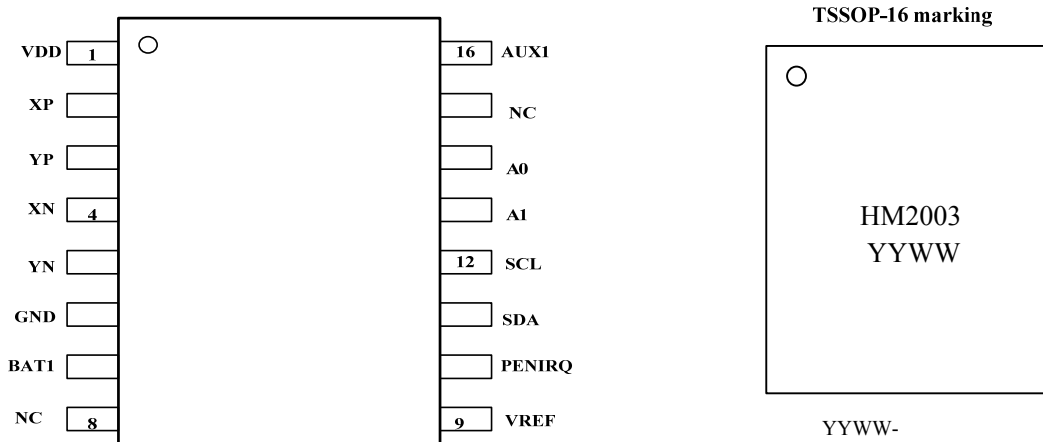 TSSOP-16 marking
VDD 1 16 AUX1
XP NC
YP A0
XN 4 A1
YN 12 SCL
GND SDA
BAT1 PENIRQ
NC 8 9 VREF
HM2003
YYWW
YYWW-